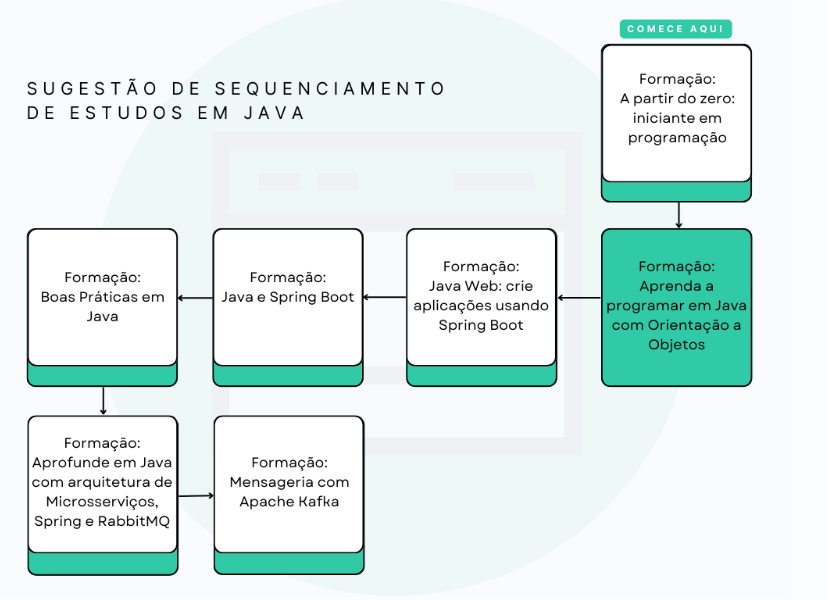 COMECE AQUI
SUGESTÃO DE SEQUENCIAMENTO
DE ESTUDOS EM JAVA
Formação:
A partir do zero:
iniciante em
programação
Formação:
Aprenda a
programar em Java
com Orientação a
Objetos
Formação:
Java Web: crie
aplicações usando
Spring Boot
Formação:
Java e Spring Boot
Formação:
Boas Práticas em
Java
Formação:
Aprofunde em Java
com arquitetura de
Microsserviços,
Spring e RabbitMQ
Formação:
Mensageria com
Apache Kafka